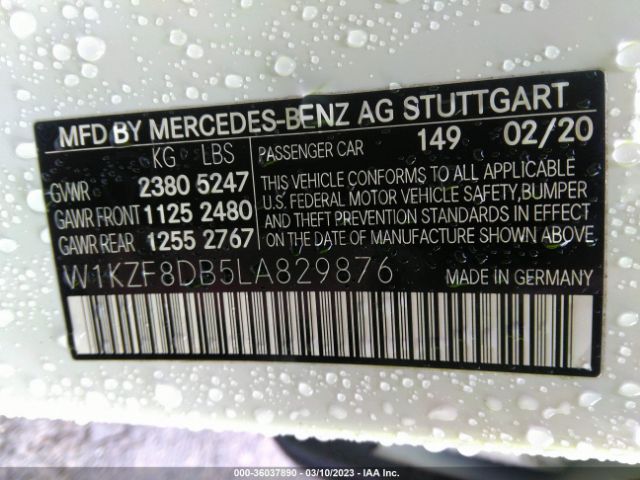 MFD BY MERCEDES-BENZ AG STUTTGART
KG LBS PASSENGER CAR 149 02/20
GVWR 2380 5247
GAWR FRONT 1125 2480
GAWR REAR 1255 2767
THIS VEHICLE CONFORMS TO ALL APPLICABLE
U.S. FEDERAL MOTOR VEHICLE SAFETY, BUMPER
AND THEFT PREVENTION STANDARDS IN EFFECT
ON THE DATE OF MANUFACTURE SHOWN ABOVE
W1KZF8DB5LA829876 MADE IN GERMANY
000-36037890 — 03/10/2023 — IAA Inc.